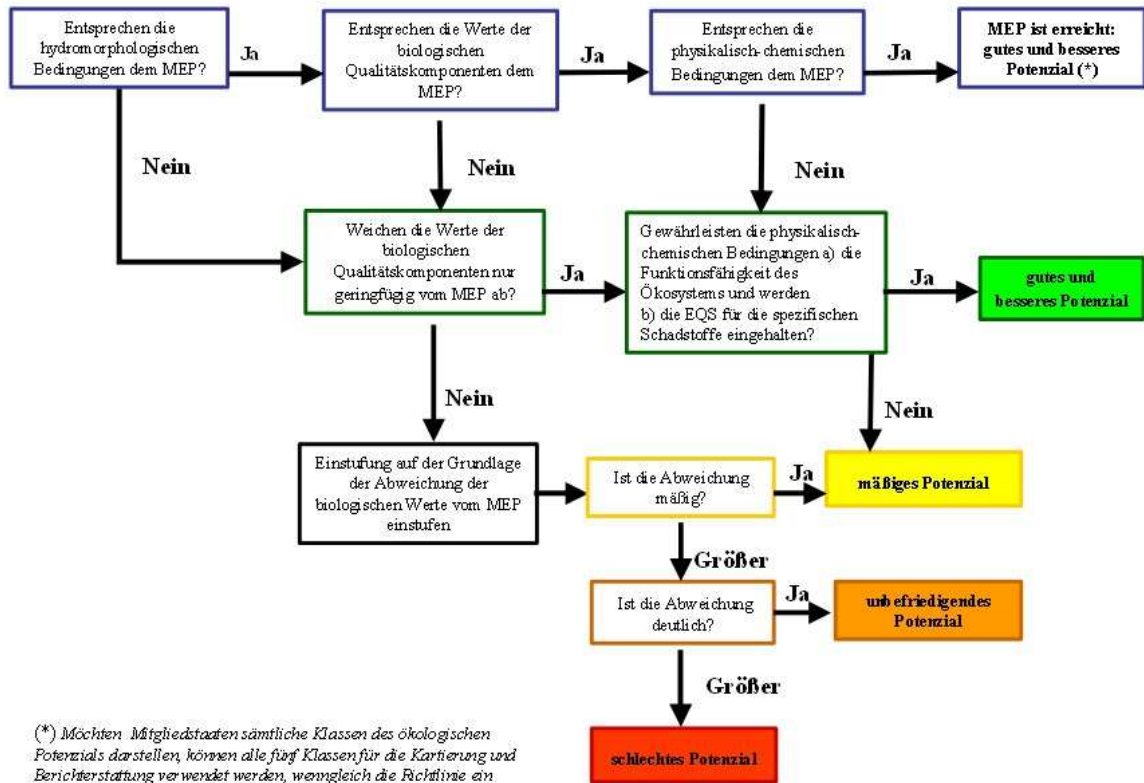 Entsprechen die
hydromorphologischen
Bedingungen dem MEP?
Ja
Entsprechen die Werte der
biologischen
Qualitätskomponenten dem
MEP?
Ja
Entsprechen die
physikalisch-chemischen
Bedingungen dem MEP?
Ja
MEP ist erreicht:
gutes und besseres
Potenzial (*)
Nein
Nein
Nein
Weichen die Werte der
biologischen
Qualitätskomponenten nur
geringfügig vom MEP ab?
Ja
Gewährleisten die physikalisch-
chemischen Bedingungen a) die
Funktionsfähigkeit des
Ökosystems und werden
b) die EQS für die spezifischen
Schadstoffe eingehalten?
Ja
gutes und
besseres Potenzial
Nein
Nein
Einstufung auf der Grundlage
der Abweichung der
biologischen Werte vom MEP
einstufen
Ist die Abweichung
mäßig?
Ja
mäßiges Potenzial
Größer
Ist die Abweichung
deutlich?
Ja
unbefriedigendes
Potenzial
Größer
schlechtes Potenzial
(*) Möchten Mitgliedstaaten sämtliche Klassen des ökologischen
Potenzials darstellen, können alle fünf Klassen für die Kartierung und
Berichterstattung verwendet werden, wenngleich die Richtlinie ein